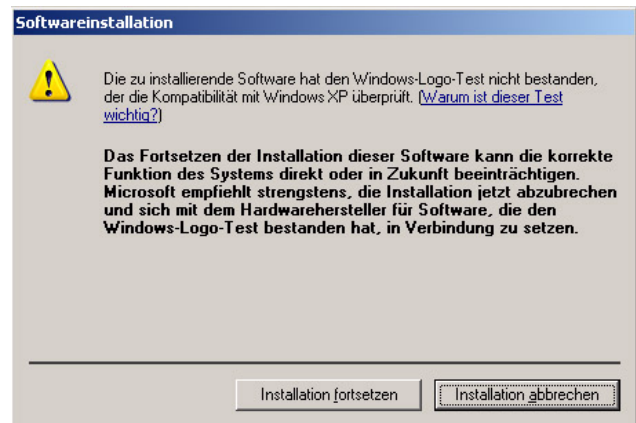 Softwareinstallation
Die zu installierende Software hat den Windows-Logo-Test nicht bestanden,
der die Kompatibilität mit Windows XP überprüft. (Warum ist dieser Test
wichtig?)
Das Fortsetzen der Installation dieser Software kann die korrekte
Funktion des Systems direkt oder in Zukunft beeinträchtigen.
Microsoft empfiehlt strengstens, die Installation jetzt abzubrechen
und sich mit dem Hardwarehersteller für Software, die den
Windows-Logo-Test bestanden hat, in Verbindung zu setzen.
Installation fortsetzen Installation abbrechen